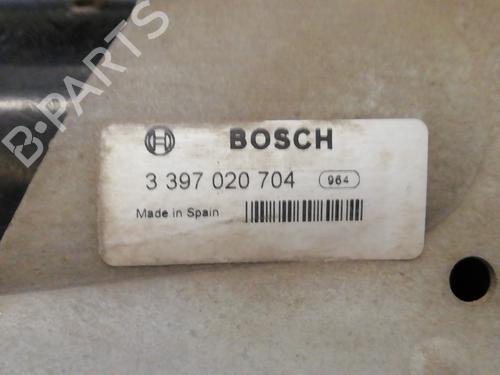 B-PARTS
BOSCH
3 397 020 704 964
Made in Spain